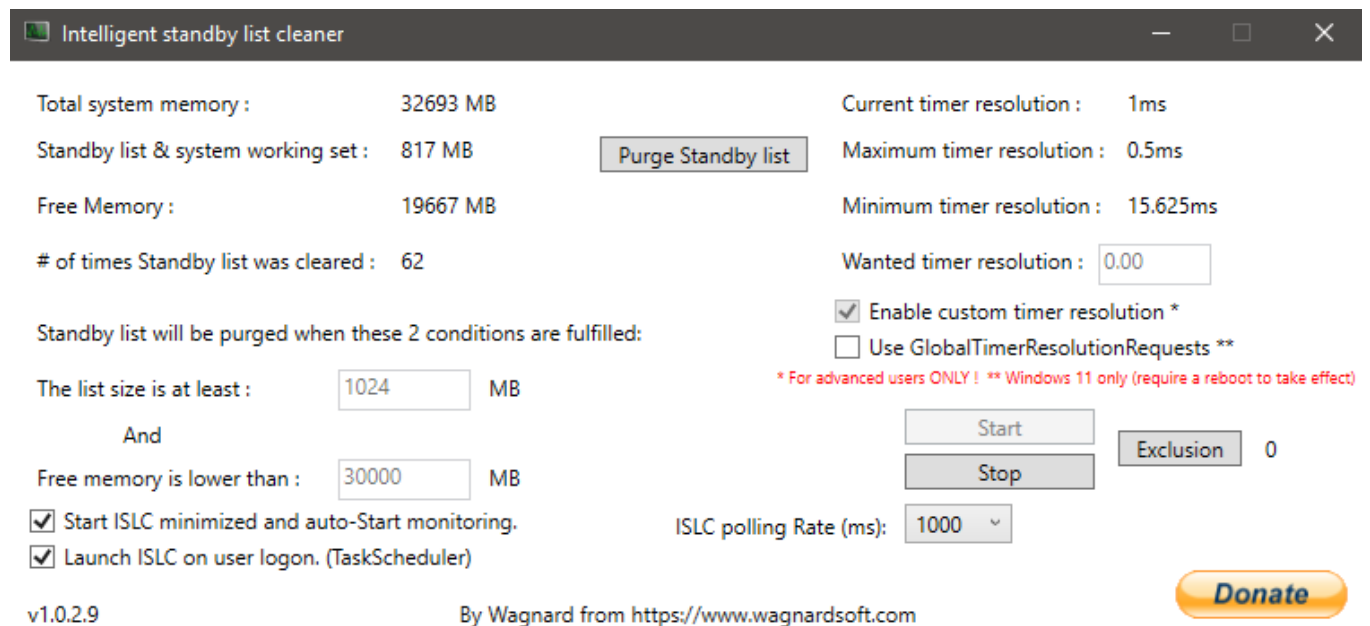 Intelligent standby list cleaner
Total system memory : 32693 MB
Standby list & system working set : 817 MB
Purge Standby list
Free Memory : 19667 MB
# of times Standby list was cleared : 62
Current timer resolution : 1ms
Maximum timer resolution : 0.5ms
Minimum timer resolution : 15.625ms
Wanted timer resolution : 0.00
Enable custom timer resolution *
Use GlobalTimerResolutionRequests **
* For advanced users ONLY ! ** Windows 11 only (require a reboot to take effect)
Standby list will be purged when these 2 conditions are fulfilled:
The list size is at least : 1024 MB
And
Free memory is lower than : 30000 MB
Start ISLC minimized and auto-Start monitoring.
Launch ISLC on user logon. (TaskScheduler)
Start
Stop
Exclusion 0
ISLC polling Rate (ms): 1000
Donate
v1.0.2.9
By Wagnard from https://www.wagnardsoft.com